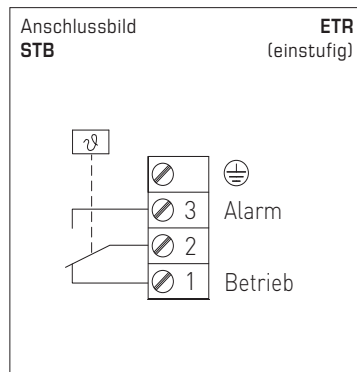 Anschlussbild ETR
STB (einstufig)
ϑ
3 Alarm
2
1 Betrieb